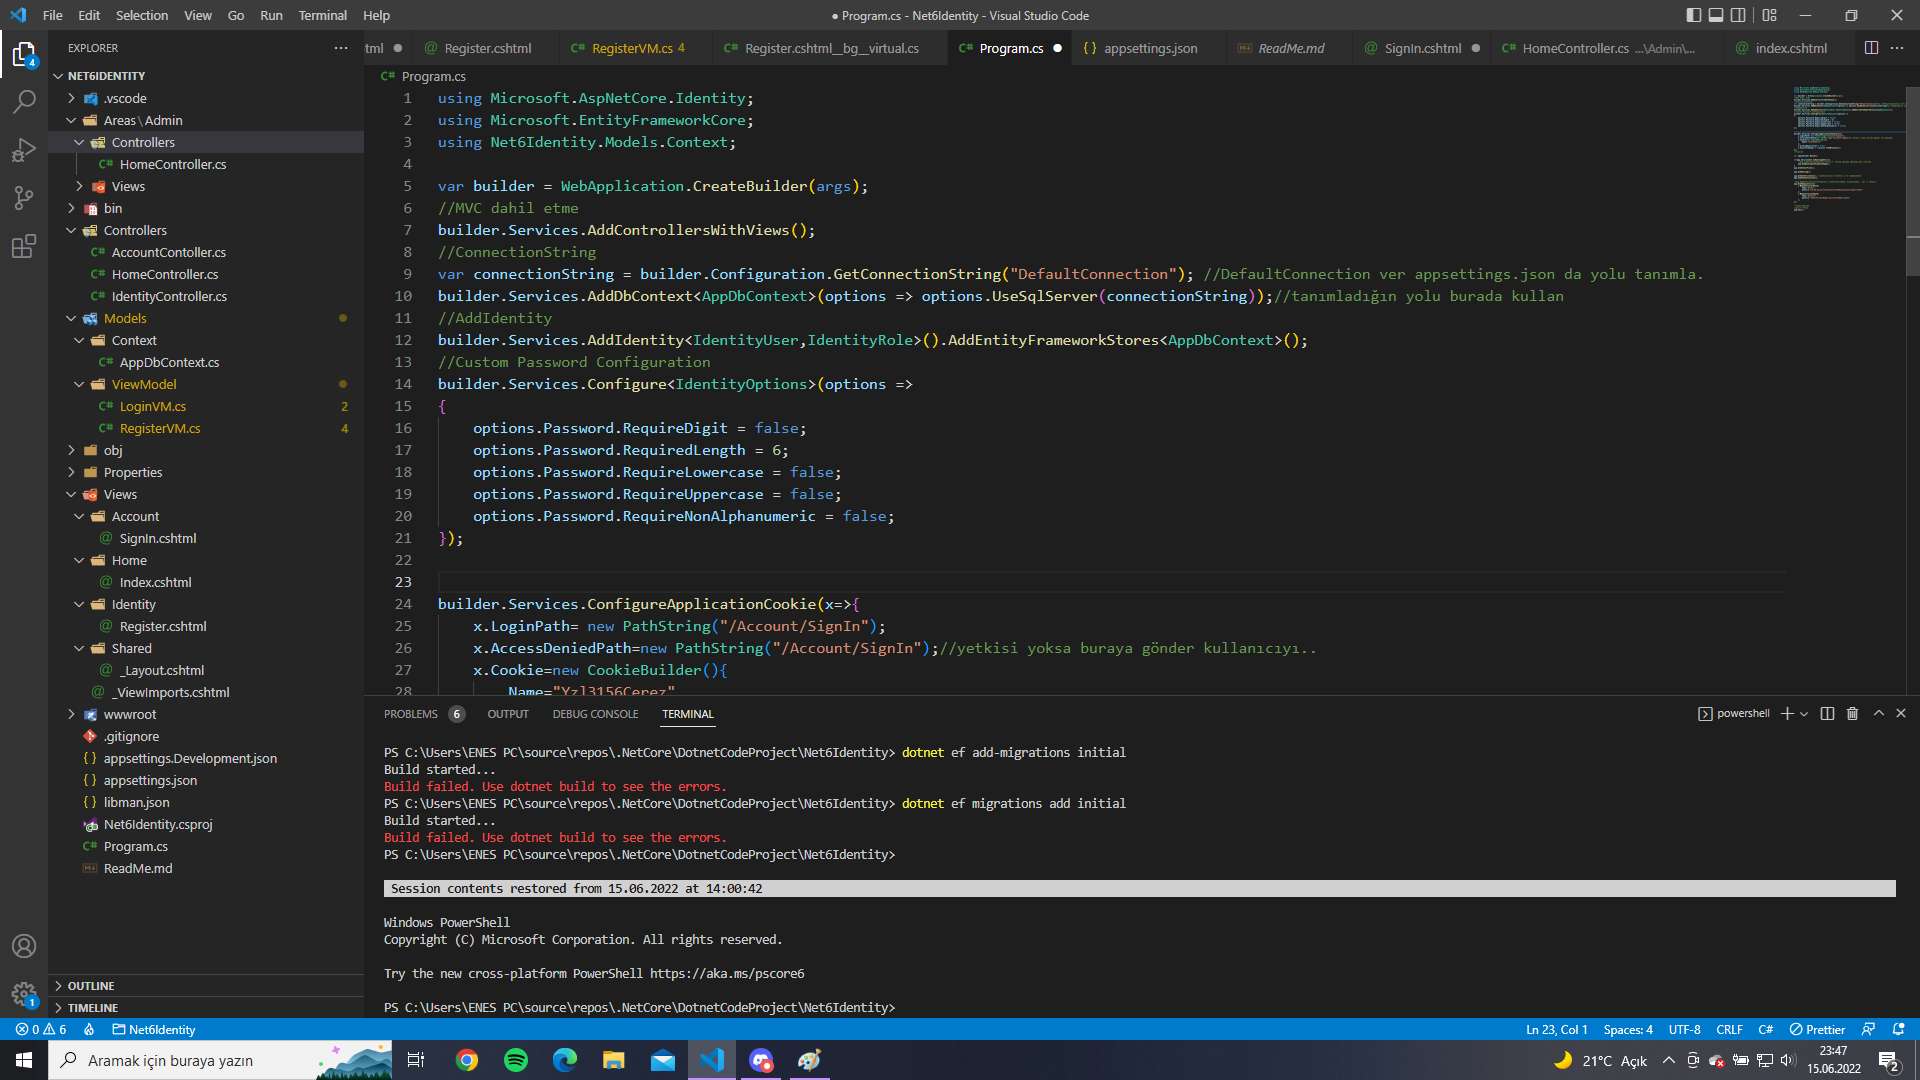 File Edit Selection View Go Run Terminal Help
● Program.cs - Net6Identity - Visual Studio Code
EXPLORER
NET6IDENTITY
.vscode
Areas\Admin
Controllers
HomeController.cs
Views
bin
Controllers
AccountContoller.cs
HomeController.cs
IdentityController.cs
Models
Context
AppDbContext.cs
ViewModel
LoginVM.cs 2
RegisterVM.cs 4
obj
Properties
Views
Account
SignIn.cshtml
Home
Index.cshtml
Identity
Register.cshtml
Shared
_Layout.cshtml
_ViewImports.cshtml
wwwroot
.gitignore
appsettings.Development.json
appsettings.json
libman.json
Net6Identity.csproj
Program.cs
ReadMe.md
OUTLINE
TIMELINE
tml ● Register.cshtml RegisterVM.cs 4 Register.cshtml__bg__virtual.cs Program.cs ● appsettings.json ReadMe.md SignIn.cshtml ● HomeController.cs ...\Admin\... index.cshtml
Program.cs
1 using Microsoft.AspNetCore.Identity;
2 using Microsoft.EntityFrameworkCore;
3 using Net6Identity.Models.Context;
4
5 var builder = WebApplication.CreateBuilder(args);
6 //MVC dahil etme
7 builder.Services.AddControllersWithViews();
8 //ConnectionString
9 var connectionString = builder.Configuration.GetConnectionString("DefaultConnection"); //DefaultConnection ver appsettings.json da yolu tanımla.
10 builder.Services.AddDbContext<AppDbContext>(options => options.UseSqlServer(connectionString));//tanımladığın yolu burada kullan
11 //AddIdentity
12 builder.Services.AddIdentity<IdentityUser,IdentityRole>().AddEntityFrameworkStores<AppDbContext>();
13 //Custom Password Configuration
14 builder.Services.Configure<IdentityOptions>(options =>
15 {
16 options.Password.RequireDigit = false;
17 options.Password.RequiredLength = 6;
18 options.Password.RequireLowercase = false;
19 options.Password.RequireUppercase = false;
20 options.Password.RequireNonAlphanumeric = false;
21 });
22
23
24 builder.Services.ConfigureApplicationCookie(x=>{
25 x.LoginPath= new PathString("/Account/SignIn");
26 x.AccessDeniedPath=new PathString("/Account/SignIn");//yetkisi yoksa buraya gönder kullanıcıyı..
27 x.Cookie=new CookieBuilder(){
28 Name="Yzl3156Cerez"
PROBLEMS 6 OUTPUT DEBUG CONSOLE TERMINAL
powershell
PS C:\Users\ENES PC\source\repos\.NetCore\DotnetCodeProject\Net6Identity> dotnet ef add-migrations initial
Build started...
Build failed. Use dotnet build to see the errors.
PS C:\Users\ENES PC\source\repos\.NetCore\DotnetCodeProject\Net6Identity> dotnet ef migrations add initial
Build started...
Build failed. Use dotnet build to see the errors.
PS C:\Users\ENES PC\source\repos\.NetCore\DotnetCodeProject\Net6Identity>
Session contents restored from 15.06.2022 at 14:00:42
Windows PowerShell
Copyright (C) Microsoft Corporation. All rights reserved.
Try the new cross-platform PowerShell https://aka.ms/pscore6
PS C:\Users\ENES PC\source\repos\.NetCore\DotnetCodeProject\Net6Identity>
0 6 Net6Identity
Ln 23, Col 1 Spaces: 4 UTF-8 CRLF C# Prettier
Aramak için buraya yazın
21°C Açık
23:47
15.06.2022
2
4
1